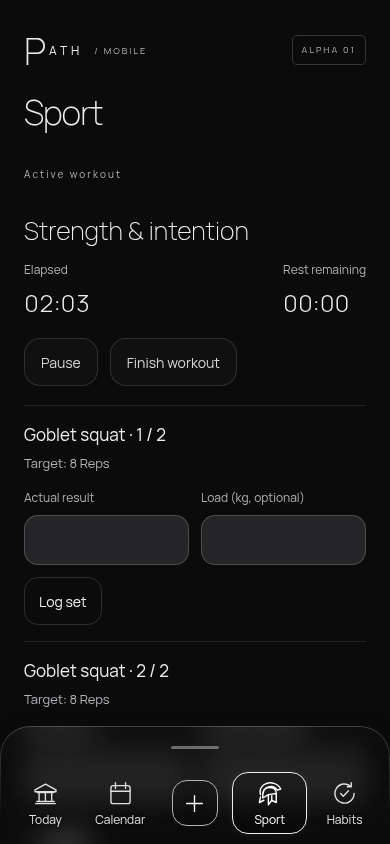 PATH / MOBILE ALPHA 01
Sport
Active workout
Strength & intention
Elapsed Rest remaining
02:03 00:00
Pause Finish workout
Goblet squat · 1 / 2
Target: 8 Reps
Actual result Load (kg, optional)
Log set
Goblet squat · 2 / 2
Target: 8 Reps
Today Calendar Sport Habits